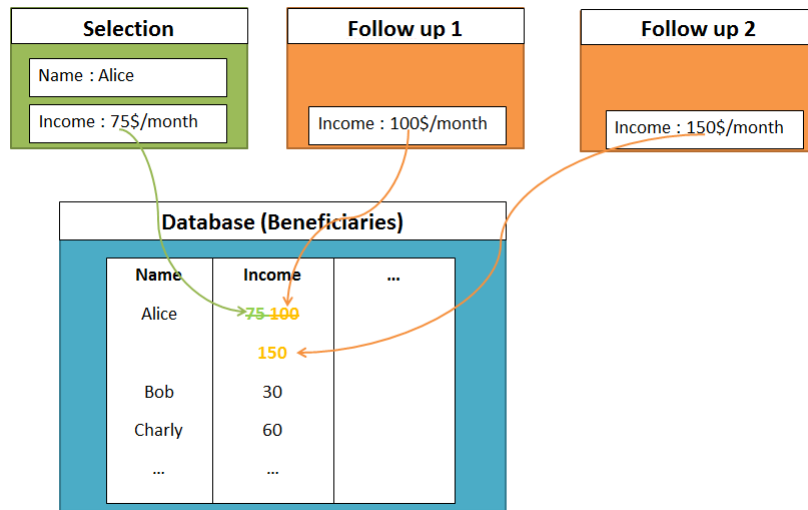 Selection
Name : Alice
Income : 75$/month
Follow up 1
Income : 100$/month
Follow up 2
Income : 150$/month
Database (Beneficiaries)
Name Income ...
Alice 75 100
150
Bob 30
Charly 60
... ...